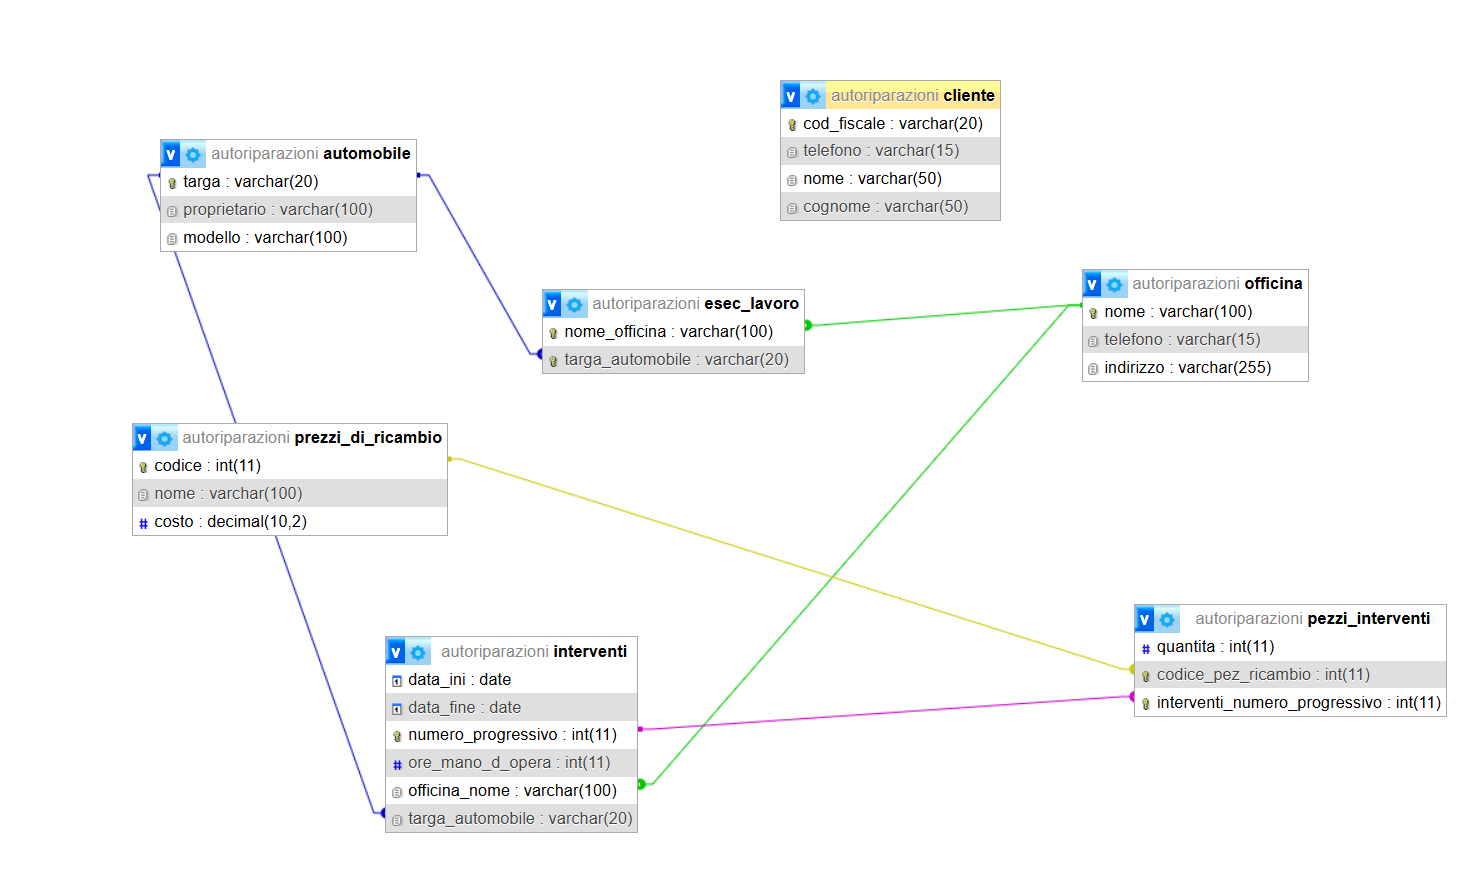 autoriparazioni cliente
cod_fiscale : varchar(20)
telefono : varchar(15)
nome : varchar(50)
cognome : varchar(50)
autoriparazioni automobile
targa : varchar(20)
proprietario : varchar(100)
modello : varchar(100)
autoriparazioni esec_lavoro
nome_officina : varchar(100)
targa_automobile : varchar(20)
autoriparazioni officina
nome : varchar(100)
telefono : varchar(15)
indirizzo : varchar(255)
autoriparazioni prezzi_di_ricambio
codice : int(11)
nome : varchar(100)
# costo : decimal(10,2)
autoriparazioni interventi
data_ini : date
data_fine : date
numero_progressivo : int(11)
# ore_mano_d_opera : int(11)
officina_nome : varchar(100)
targa_automobile : varchar(20)
autoriparazioni pezzi_interventi
# quantita : int(11)
codice_pez_ricambio : int(11)
interventi_numero_progressivo : int(11)